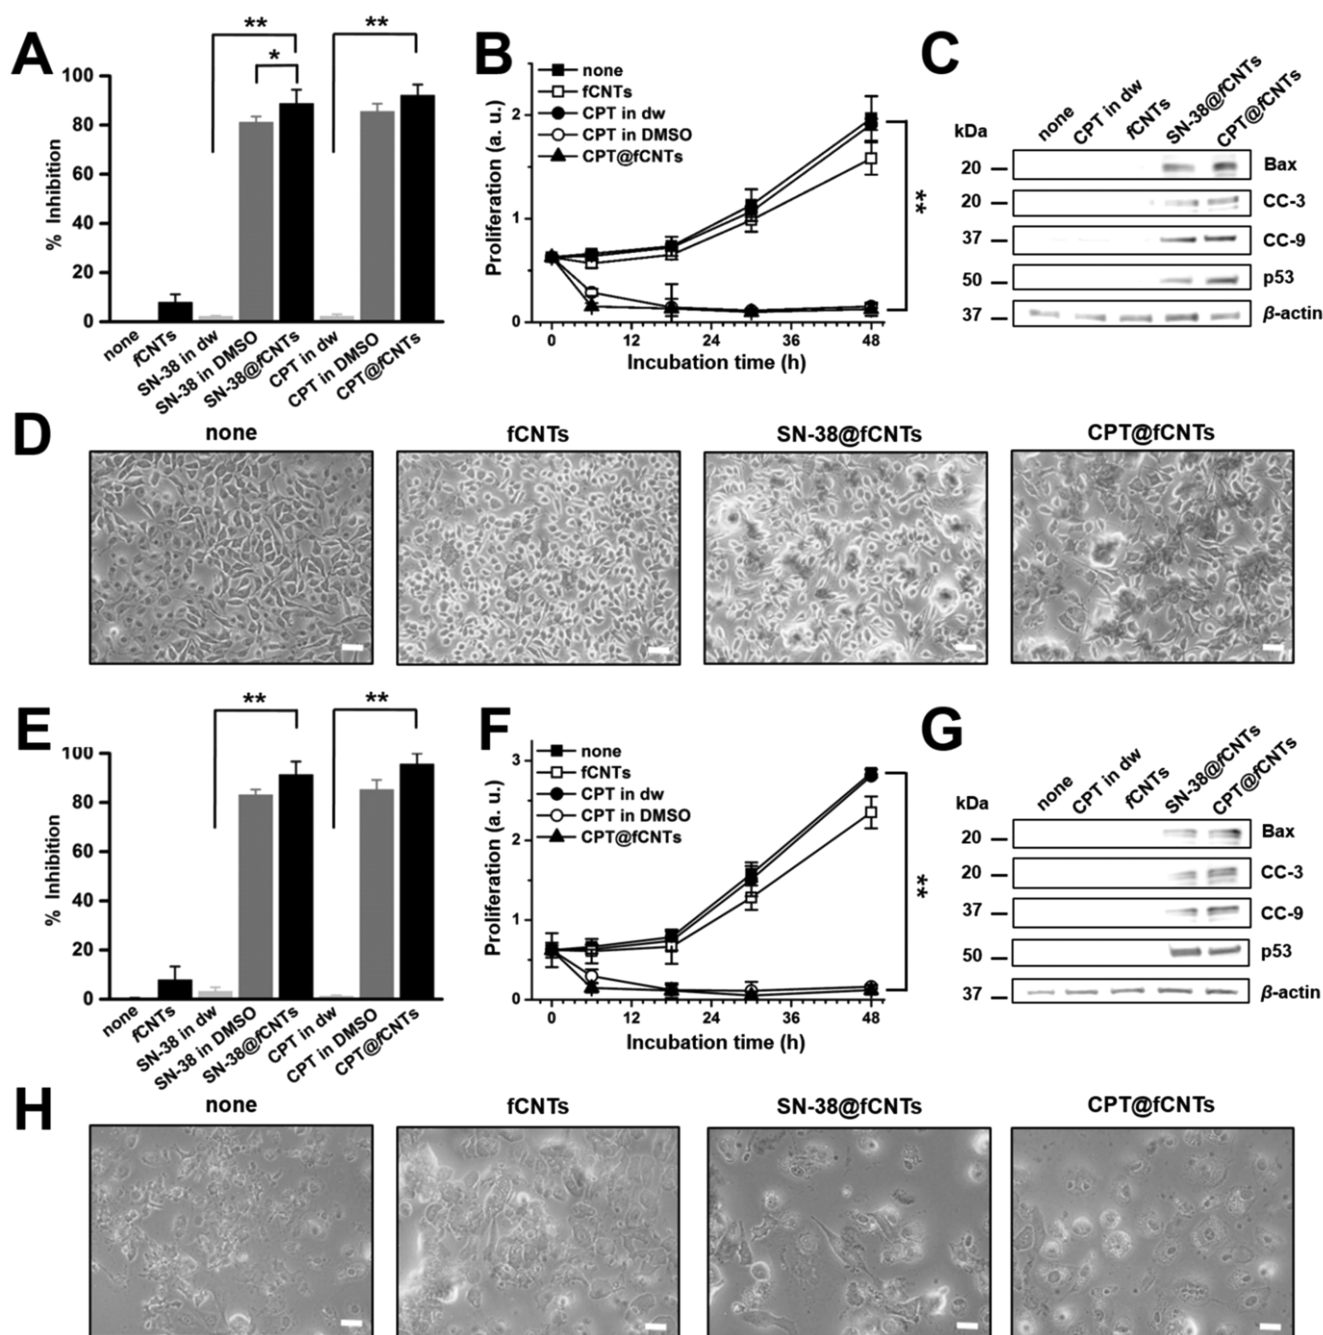 A
**
**
*
100
80
60
40
20
0
% Inhibition
none
fCNTs
SN-38 in dw
SN-38 in DMSO
SN-38@fCNTs
CPT in dw
CPT in DMSO
CPT@fCNTs
B
none
fCNTs
CPT in dw
CPT in DMSO
CPT@fCNTs
2
1
0
Proliferation (a. u.)
0 12 24 36 48
Incubation time (h)
**
C
kDa
none
CPT in dw
fCNTs
SN-38@fCNTs
CPT@fCNTs
20 Bax
20 CC-3
37 CC-9
50 p53
37 β-actin
D
none
fCNTs
SN-38@fCNTs
CPT@fCNTs
E
**
**
100
80
60
40
20
0
% Inhibition
none
fCNTs
SN-38 in dw
SN-38 in DMSO
SN-38@fCNTs
CPT in dw
CPT in DMSO
CPT@fCNTs
F
none
fCNTs
CPT in dw
CPT in DMSO
CPT@fCNTs
3
2
1
0
Proliferation (a. u.)
0 12 24 36 48
Incubation time (h)
**
G
kDa
none
CPT in dw
fCNTs
SN-38@fCNTs
CPT@fCNTs
20 Bax
20 CC-3
37 CC-9
50 p53
37 β-actin
H
none
fCNTs
SN-38@fCNTs
CPT@fCNTs